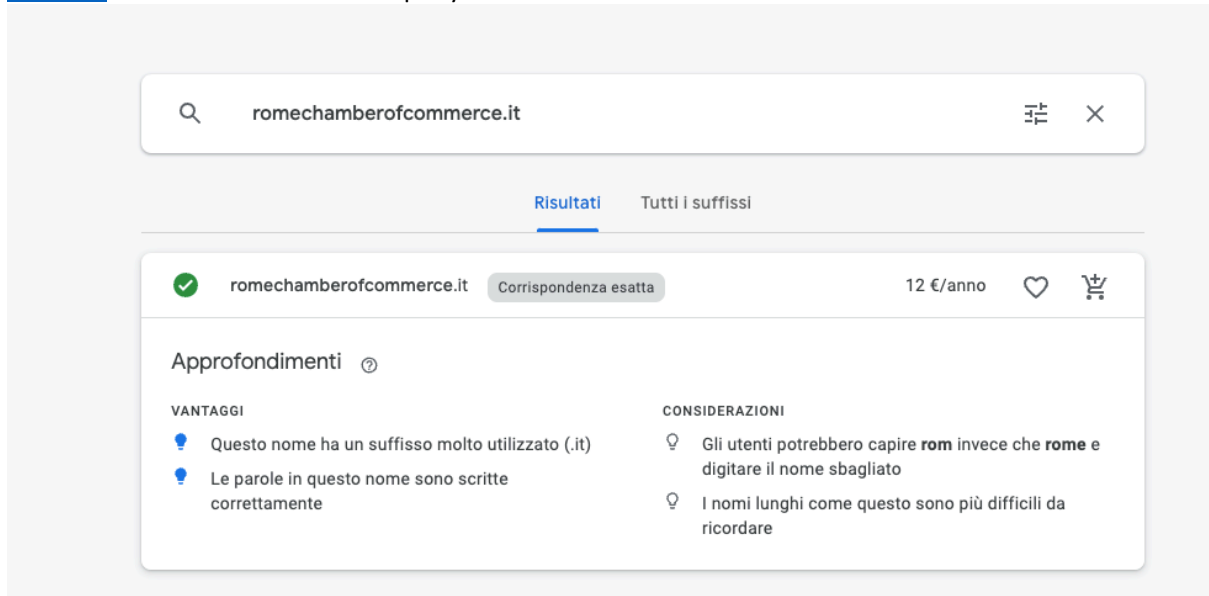 romechamberofcommerce.it
Risultati Tutti i suffissi
romechamberofcommerce.it Corrispondenza esatta 12 €/anno
Approfondimenti
VANTAGGI
Questo nome ha un suffisso molto utilizzato (.it)
Le parole in questo nome sono scritte
correttamente
CONSIDERAZIONI
Gli utenti potrebbero capire rom invece che rome e
digitare il nome sbagliato
I nomi lunghi come questo sono più difficili da
ricordare